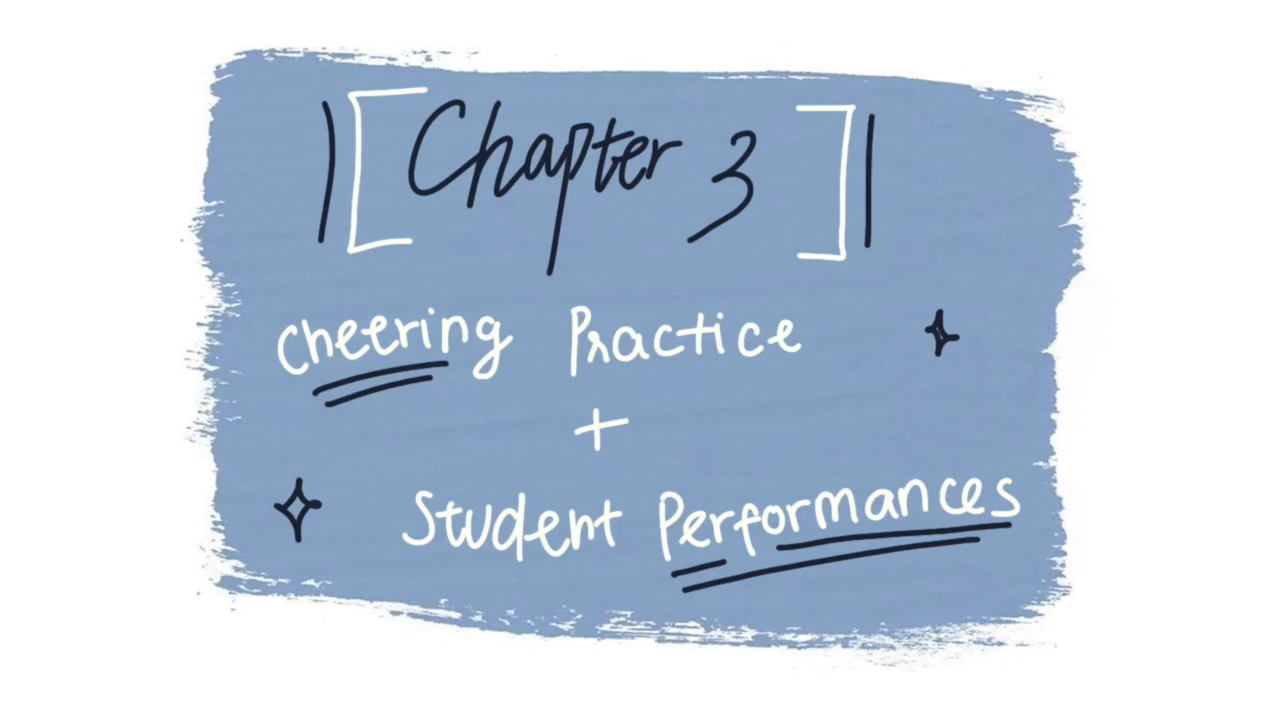 [Chapter 3]
Cheering Practice
+
Student Performances